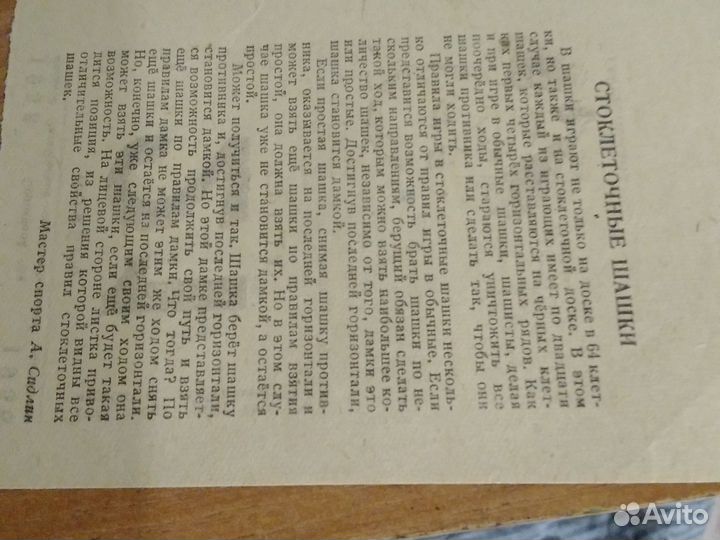 СТОКЛЕТОЧНЫЕ ШАШКИ
В шашки играют не только на доске в 64 клет-
ки, но также и на стоклеточной доске. В этом
случае каждый из играющих имеет по двадцати
шашек, которые расставляются на чёрных клет-
ках первых четырёх горизонтальных рядов. Как
и при игре в обычные шашки, шашисты, делая
поочерёдно ходы, стараются уничтожить все
шашки противника или сделать так, чтобы они
не могли ходить.
Правила игры в стоклеточные шашки несколь-
ко отличаются от правил игры в обычные. Если
представится возможность брать шашки по не-
скольким направлениям, берущий обязан сделать
такой ход, которым можно взять наибольшее ко-
личество шашек, независимо от того, дамки это
или простые. Достигнув последней горизонтали,
шашка становится дамкой.
Если простая шашка, снимая шашку против-
ника, оказывается на последней горизонтали и
может взять ещё шашки по правилам взятия
простой, она должна взять их. Но в этом слу-
чае шашка уже не становится дамкой, а остаётся
простой.
Может получиться и так. Шашка берёт шашку
противника и, достигнув последней горизонтали,
становится дамкой. Но этой дамке представляет-
ся возможность продолжить свой путь и взять
ещё шашки по правилам дамки. Что тогда? По
правилам дамка не может этим же ходом снять
ещё шашки и остаётся на последней горизонтали.
Но, конечно, уже следующим своим ходом она
может взять эти шашки, если ещё будет такая
возможность. На лицевой стороне листка приво-
дится позиция, из решения которой видны все
отличительные свойства правил стоклеточных
шашек.
Мастер спорта А. Сидлин
Avito